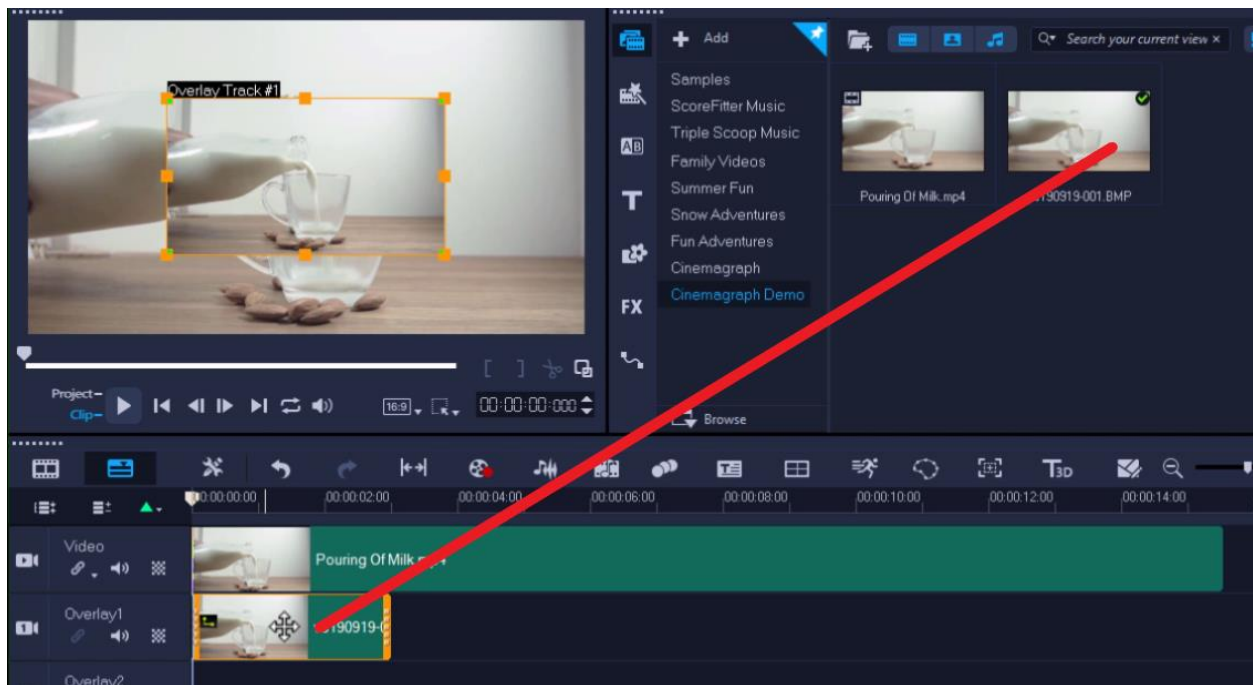 Overlay Track #1
Project
Clip
16:9
00:00:00:000
Add
Search your current view
Samples
ScoreFitter Music
Triple Scoop Music
Family Videos
Summer Fun
Snow Adventures
Fun Adventures
Cinemagraph
Cinemagraph Demo
Browse
AB
T
FX
Pouring Of Milk.mp4
190919-001.BMP
T3D
00:00:00:00
00:00:02:00
00:00:04:00
00:00:06:00
00:00:08:00
00:00:10:00
00:00:12:00
00:00:14:00
Video
Pouring Of Milk
Overlay1
190919-0
Overlay2